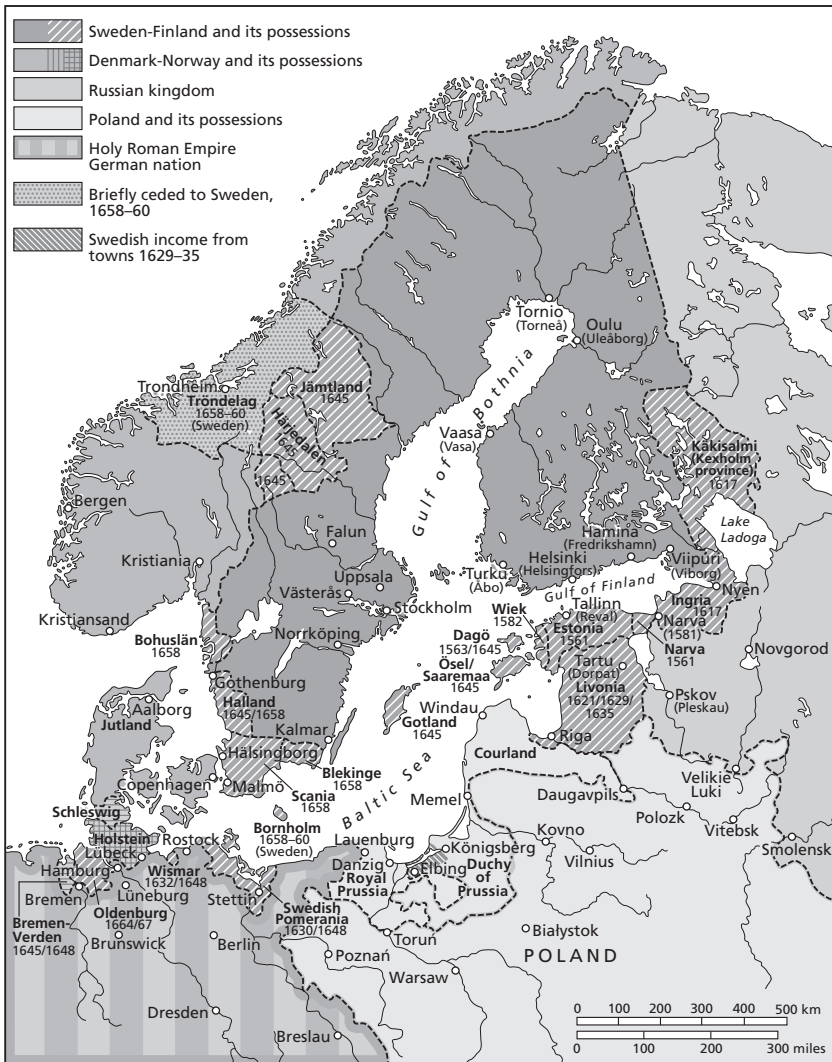 Sweden-Finland and its possessions
Denmark-Norway and its possessions
Russian kingdom
Poland and its possessions
Holy Roman Empire
German nation
Briefly ceded to Sweden,
1658–60
Swedish income from
towns 1629–35
Tornio
(Torneå)
Oulu
(Uleåborg)
Trondheim
Tröndelag
1658–60
(Sweden)
Jämtland
1645
Härjedalen
1645
1645
Gulf of Bothnia
Vaasa
(Vasa)
Käkisalmi
(Kexholm
province)
1617
Bergen
Lake
Ladoga
Falun
Hamina
(Fredrikshamn)
Kristiania
Helsinki
(Helsingfors)
Viipuri
(Viborg)
Uppsala
Turku
(Åbo)
Västerås
Gulf of Finland
Nyen
Stockholm
Wiek
1582
Tallinn
(Reval)
Ingria
1617
Kristiansand
Norrköping
Estonia
1561
Narva
(1581)
Bohuslän
1658
Dagö
1563/1645
Narva
1561
Novgorod
Ösel/
Saaremaa
1645
Tartu
(Dorpat)
Göthenburg
Livonia
1621/1629/
1635
Pskov
(Pleskau)
Halland
1645/1658
Aalborg
Jutland
Gotland
1645
Windau
Kalmar
Riga
Hälsingborg
Courland
Blekinge
1658
Copenhagen
Malmö
Scania
1658
Baltic Sea
Memel
Daugavpils
Velikie
Luki
Polozk
Schleswig
Bornholm
1658–60
(Sweden)
Vitebsk
Holstein
Rostock
Lauenburg
Königsberg
Kovno
Lübeck
Smolensk
Hamburg
Wismar
1632/1648
Danzig
Elbing
Vilnius
Royal
Prussia
Duchy
of
Prussia
Bremen
Lüneburg
Stettin
Swedish
Pomerania
1630/1648
Bremen-
Verden
1645/1648
Oldenburg
1664/67
Brunswick
Berlin
Toruń
Białystok
Poznań
POLAND
Warsaw
Dresden
Breslau
0 100 200 300 400 500 km
0 100 200 300 miles